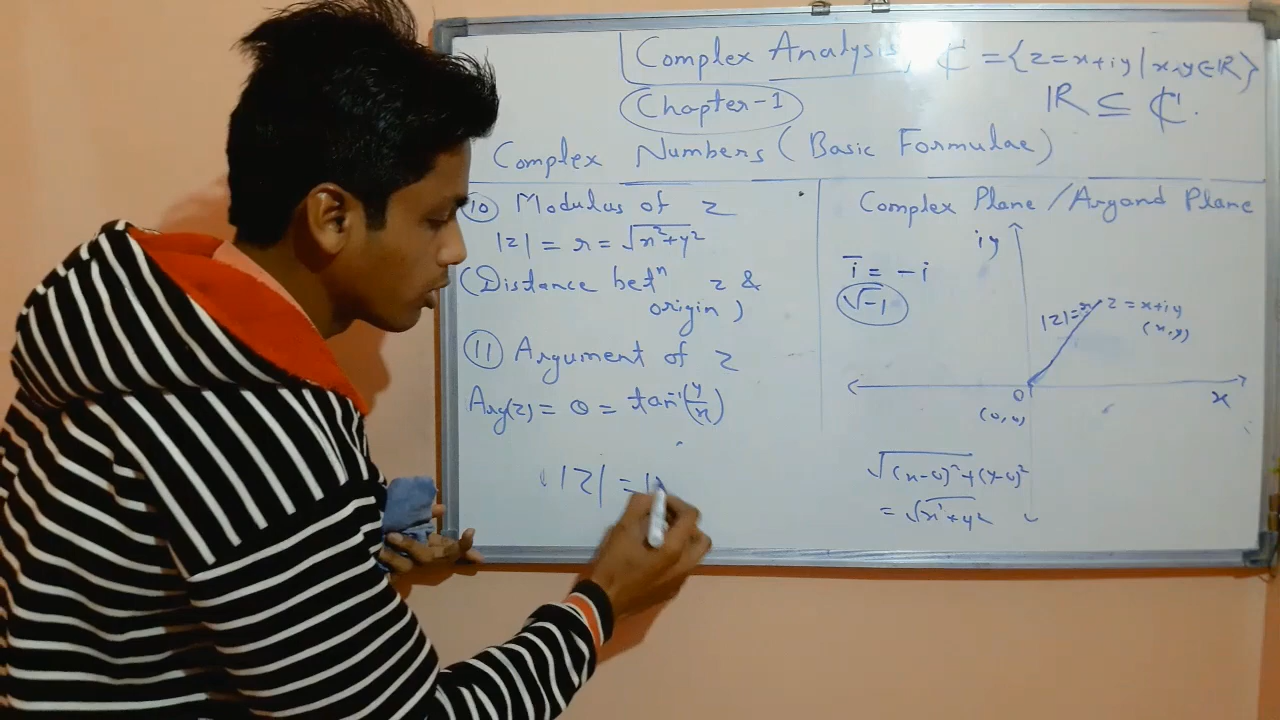 Complex Analysis, ℂ = {z = x+iy | x,y ∈ ℝ}
Chapter-1
ℝ ⊆ ℂ.
Complex Numbers (Basic Formulae)
⑩ Modulus of z
|z| = r = √x²+y²
(Distance betⁿ z &
origin)
⑪ Argument of z
Arg(z) = θ = tan⁻¹(y/x)
|z| =
Complex Plane / Argand Plane
iy
i̅ = -i
√-1
|z|=r
z = x+iy
(x,y)
0
(0,0)
x
√(x-0)²+(y-0)²
= √x²+y²